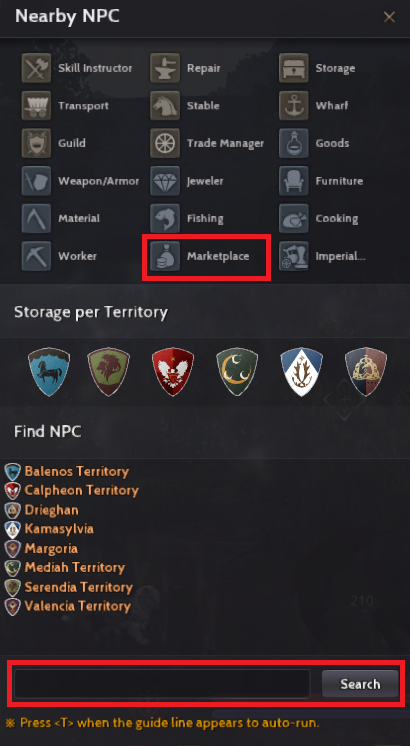 Nearby NPC
Skill Instructor Repair Storage
Transport Stable Wharf
Guild Trade Manager Goods
Weapon/Armor Jeweler Furniture
Material Fishing Cooking
Worker Marketplace Imperial...
Storage per Territory
Find NPC
Balenos Territory
Calpheon Territory
Drieghan
Kamasylvia
Margoria
Mediah Territory
Serendia Territory
Valencia Territory
210
Search
※ Press <T> when the guide line appears to auto-run.